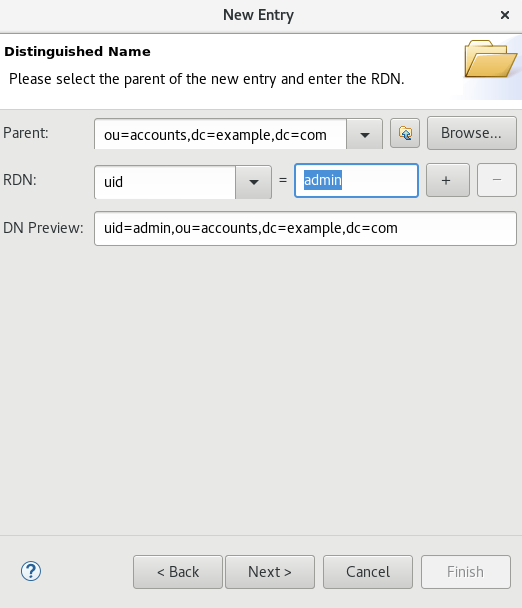 New Entry ×
Distinguished Name
Please select the parent of the new entry and enter the RDN.
Parent: ou=accounts,dc=example,dc=com Browse...
RDN: uid = admin + −
DN Preview: uid=admin,ou=accounts,dc=example,dc=com
? < Back Next > Cancel Finish